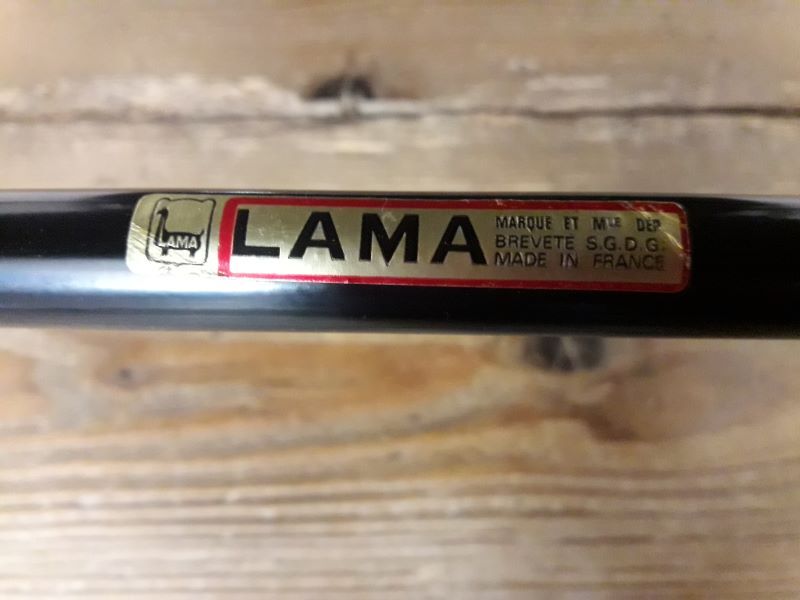 LAMA
LAMA
MARQUE ET MLE DEP
BREVETE S.G.D.G.
MADE IN FRANCE